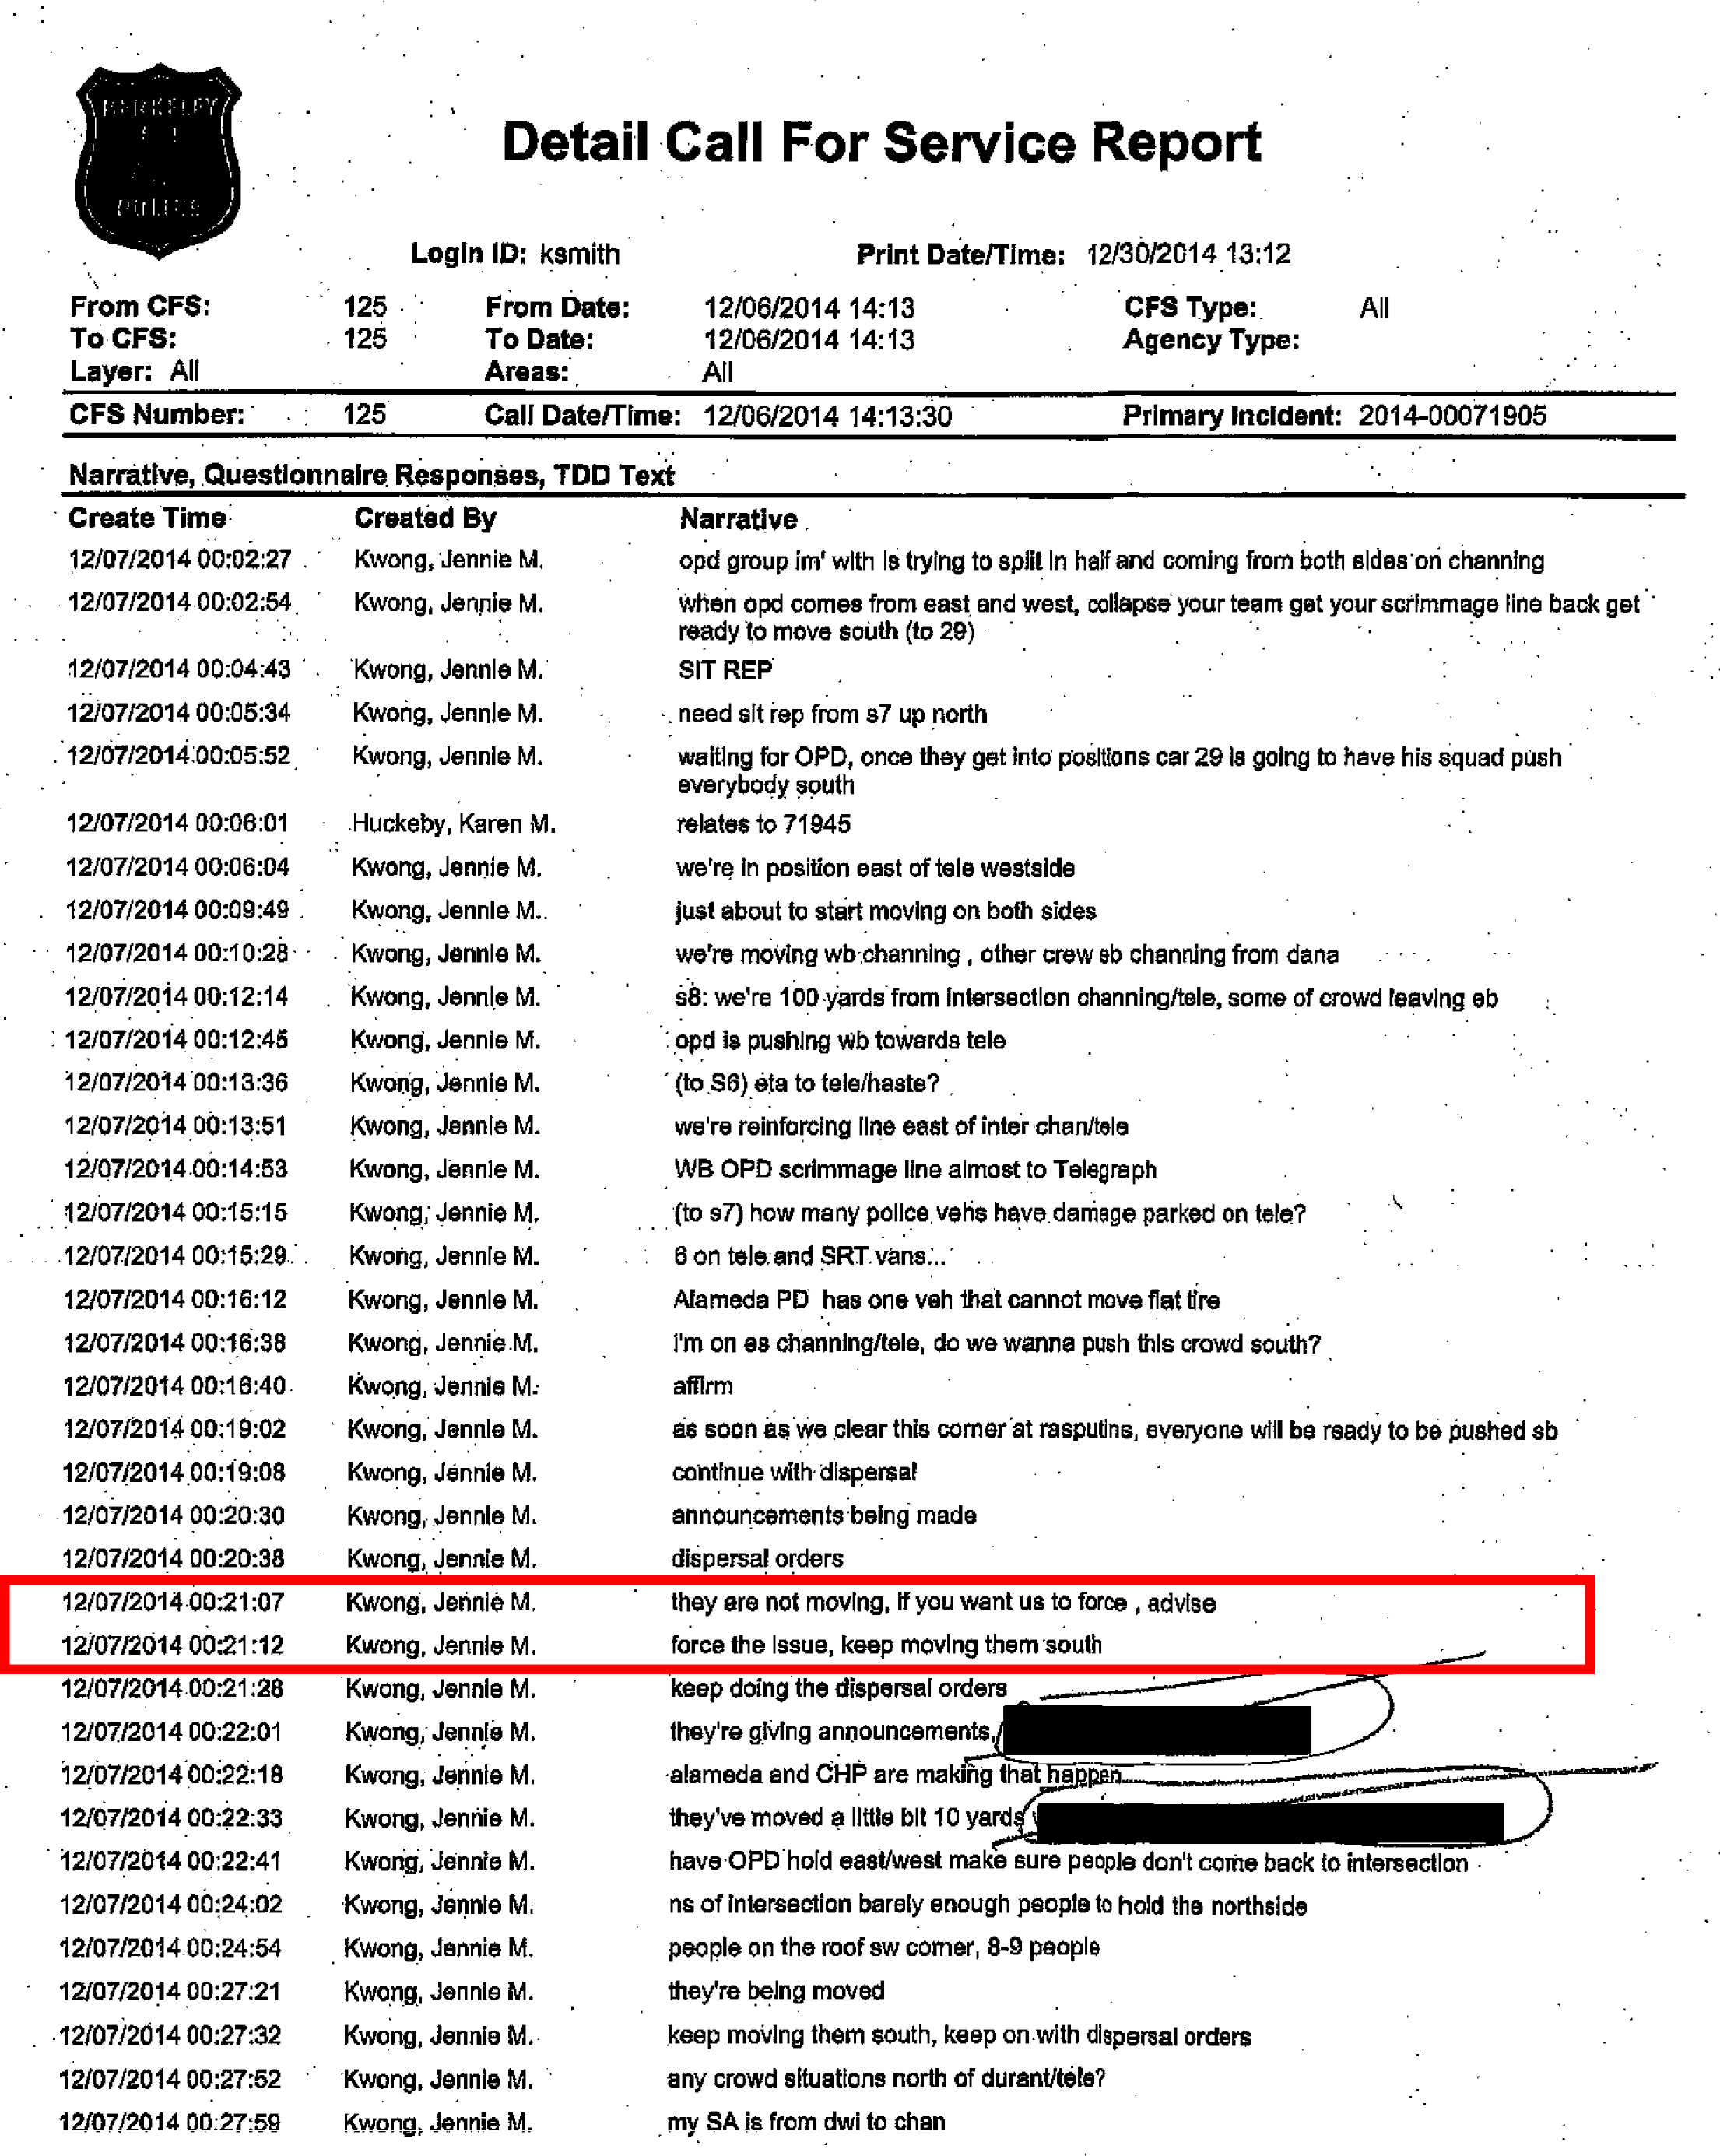 BERKELEY
POLICE
Detail Call For Service Report
Login ID: ksmith Print Date/Time: 12/30/2014 13:12
From CFS: 125 From Date: 12/06/2014 14:13 CFS Type: All
To CFS: 125 To Date: 12/06/2014 14:13 Agency Type:
Layer: All Areas: All
CFS Number: 125 Call Date/Time: 12/06/2014 14:13:30 Primary Incident: 2014-00071905
Narrative, Questionnaire Responses, TDD Text
Create Time Created By Narrative
12/07/2014 00:02:27 Kwong, Jennie M. opd group im' with is trying to split in half and coming from both sides on channing
12/07/2014 00:02:54 Kwong, Jennie M. when opd comes from east and west, collapse your team get your scrimmage line back get
ready to move south (to 29)
12/07/2014 00:04:43 Kwong, Jennie M. SIT REP
12/07/2014 00:05:34 Kwong, Jennie M. need sit rep from s7 up north
12/07/2014 00:05:52 Kwong, Jennie M. waiting for OPD, once they get into positions car 29 is going to have his squad push
everybody south
12/07/2014 00:06:01 Huckeby, Karen M. relates to 71945
12/07/2014 00:06:04 Kwong, Jennie M. we're in position east of tele westside
12/07/2014 00:09:49 Kwong, Jennie M. just about to start moving on both sides
12/07/2014 00:10:28 Kwong, Jennie M. we're moving wb channing , other crew eb channing from dana
12/07/2014 00:12:14 Kwong, Jennie M. s8: we're 100 yards from intersection channing/tele, some of crowd leaving eb
12/07/2014 00:12:45 Kwong, Jennie M. opd is pushing wb towards tele
12/07/2014 00:13:36 Kwong, Jennie M. (to S6) eta to tele/haste?
12/07/2014 00:13:51 Kwong, Jennie M. we're reinforcing line east of inter chan/tele
12/07/2014 00:14:53 Kwong, Jennie M. WB OPD scrimmage line almost to Telegraph
12/07/2014 00:15:15 Kwong, Jennie M. (to s7) how many police vehs have damage parked on tele?
12/07/2014 00:15:29 Kwong, Jennie M. 6 on tele and SRT vans...
12/07/2014 00:16:12 Kwong, Jennie M. Alameda PD has one veh that cannot move flat tire
12/07/2014 00:16:38 Kwong, Jennie M. I'm on es channing/tele, do we wanna push this crowd south?
12/07/2014 00:16:40 Kwong, Jennie M. affirm
12/07/2014 00:19:02 Kwong, Jennie M. as soon as we clear this corner at rasputins, everyone will be ready to be pushed sb
12/07/2014 00:19:08 Kwong, Jennie M. continue with dispersal
12/07/2014 00:20:30 Kwong, Jennie M. announcements being made
12/07/2014 00:20:38 Kwong, Jennie M. dispersal orders
12/07/2014 00:21:07 Kwong, Jennie M. they are not moving, if you want us to force , advise
12/07/2014 00:21:12 Kwong, Jennie M. force the issue, keep moving them south
12/07/2014 00:21:28 Kwong, Jennie M. keep doing the dispersal orders
12/07/2014 00:22:01 Kwong, Jennie M. they're giving announcements,
12/07/2014 00:22:18 Kwong, Jennie M. alameda and CHP are making that happen
12/07/2014 00:22:33 Kwong, Jennie M. they've moved a little bit 10 yards
12/07/2014 00:22:41 Kwong, Jennie M. have OPD hold east/west make sure people don't come back to intersection
12/07/2014 00:24:02 Kwong, Jennie M. ns of intersection barely enough people to hold the northside
12/07/2014 00:24:54 Kwong, Jennie M. people on the roof sw corner, 8-9 people
12/07/2014 00:27:21 Kwong, Jennie M. they're being moved
12/07/2014 00:27:32 Kwong, Jennie M. keep moving them south, keep on with dispersal orders
12/07/2014 00:27:52 Kwong, Jennie M. any crowd situations north of durant/tele?
12/07/2014 00:27:59 Kwong, Jennie M. my SA is from dwi to chan